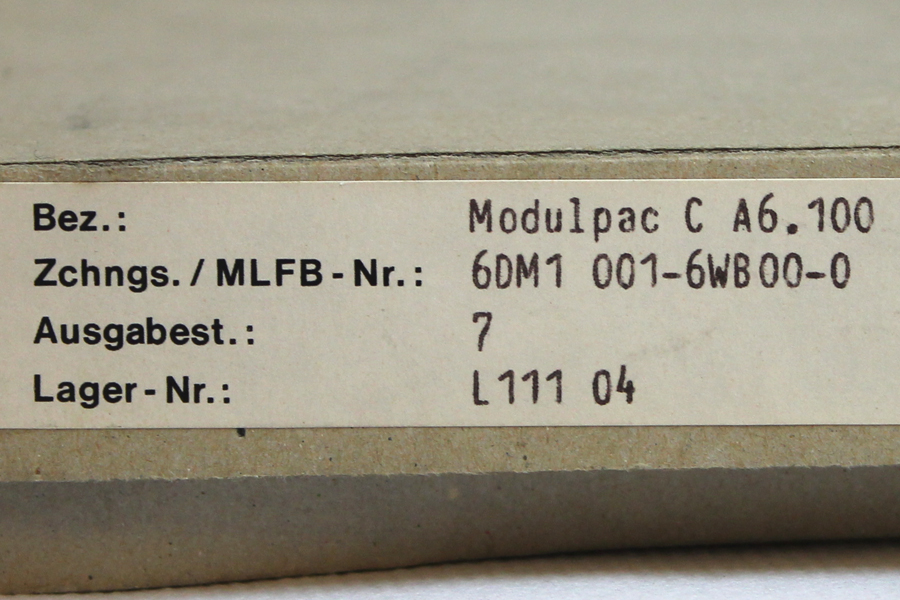 Bez.: Modulpac C A6.100
Zchngs. / MLFB - Nr.: 6DM1 001-6WB00-0
Ausgabest.: 7
Lager - Nr.: L111 04